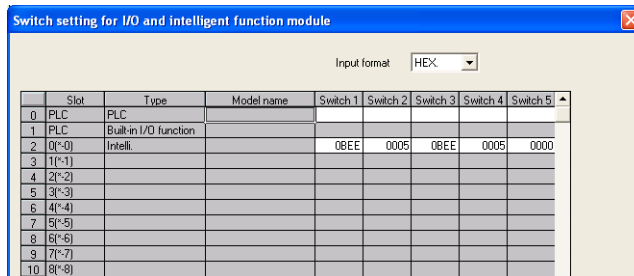 Switch setting for I/O and intelligent function module
Input format HEX.
Slot Type Model name Switch 1 Switch 2 Switch 3 Switch 4 Switch 5
0 PLC PLC
1 PLC Built-in I/O function
2 0(*-0) Intelli. 0BEE 0005 0BEE 0005 0000
3 1(*-1)
4 2(*-2)
5 3(*-3)
6 4(*-4)
7 5(*-5)
8 6(*-6)
9 7(*-7)
10 8(*-8)